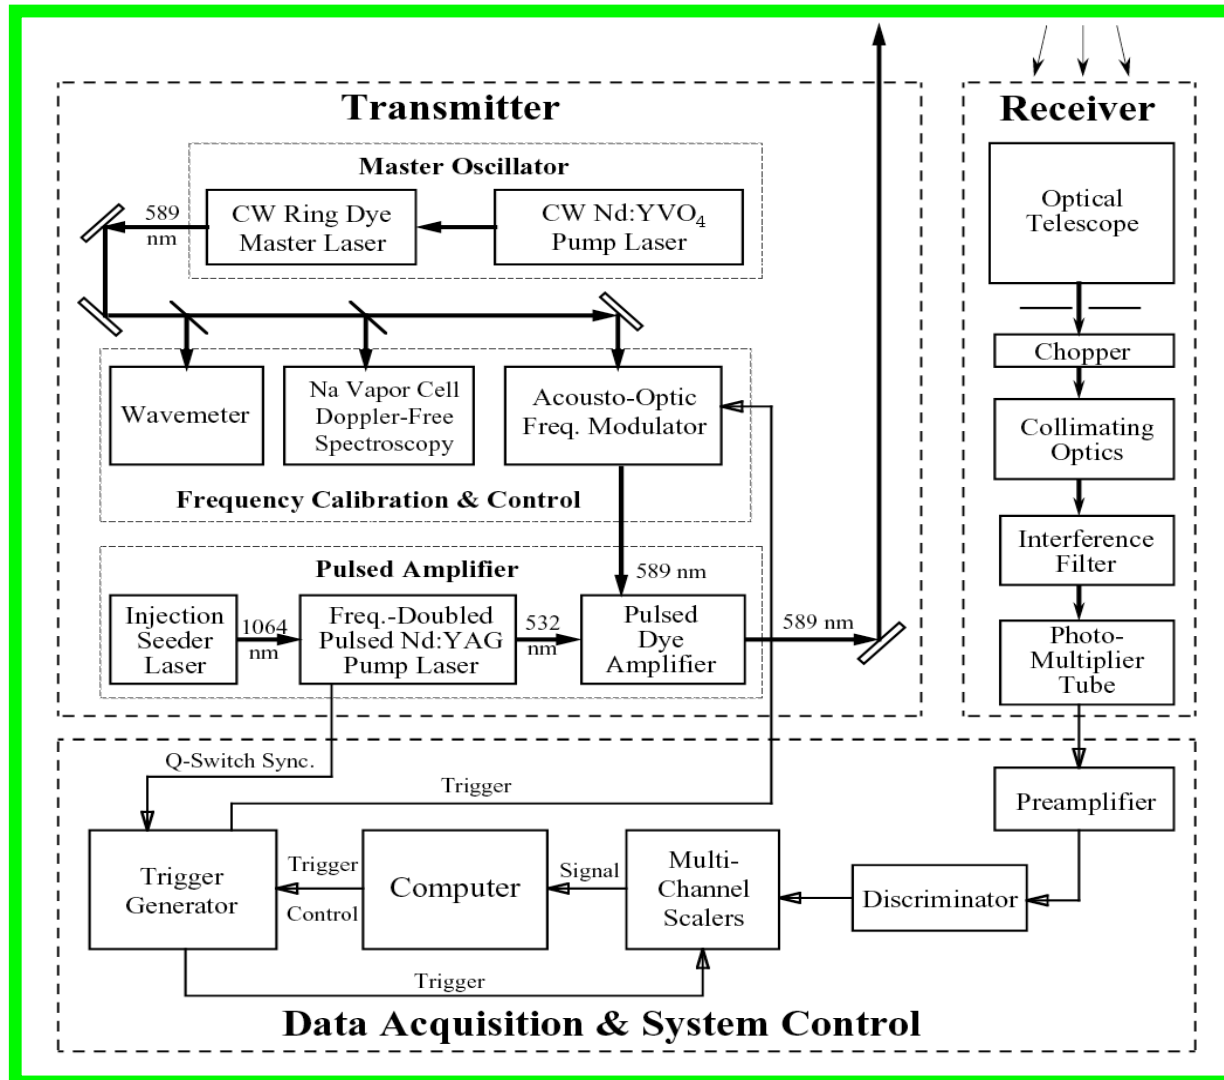 Transmitter
Receiver
Master Oscillator
CW Ring Dye
Master Laser
CW Nd:YVO₄
Pump Laser
589
nm
Optical
Telescope
Chopper
Wavemeter
Na Vapor Cell
Doppler-Free
Spectroscopy
Acousto-Optic
Freq. Modulator
Collimating
Optics
Frequency Calibration & Control
Interference
Filter
Pulsed Amplifier
589 nm
Injection
Seeder
Laser
1064
nm
Freq.-Doubled
Pulsed Nd:YAG
Pump Laser
532
nm
Pulsed
Dye
Amplifier
589 nm
Photo-
Multiplier
Tube
Q-Switch Sync.
Trigger
Preamplifier
Trigger
Generator
Trigger
Control
Computer
Signal
Multi-
Channel
Scalers
Discriminator
Trigger
Data Acquisition & System Control